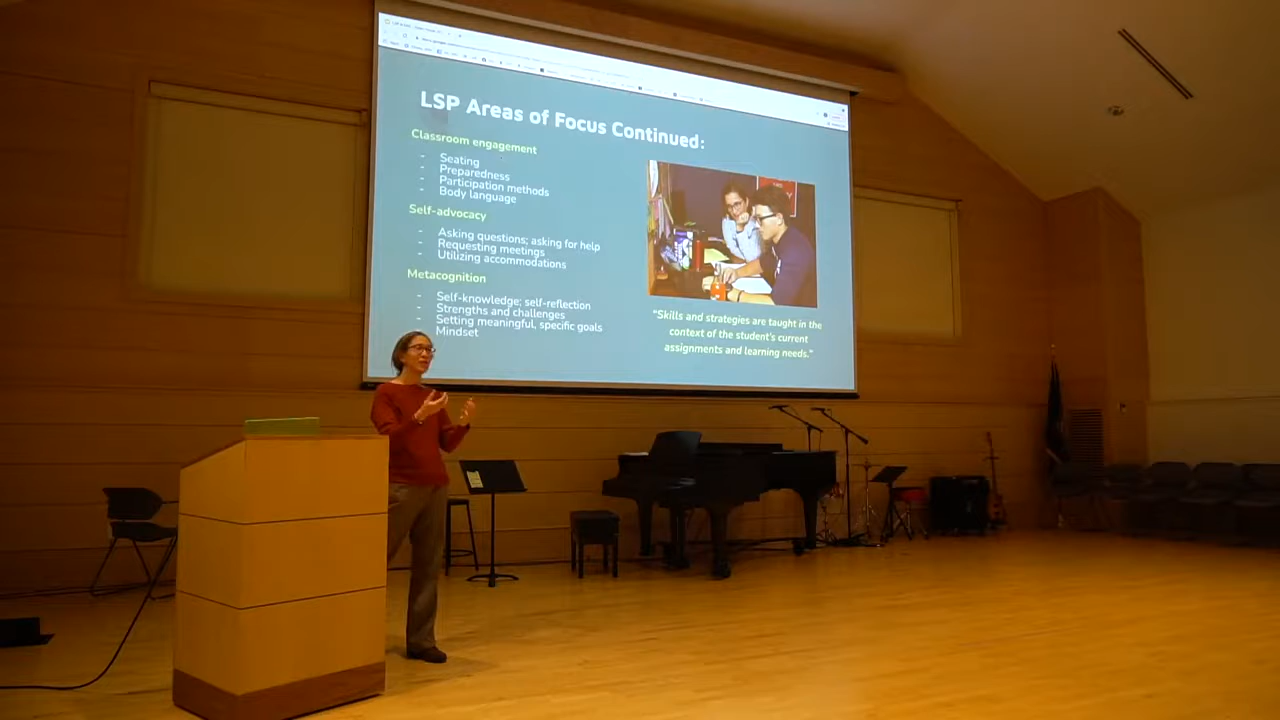 LSP Areas of Focus Continued:
Classroom engagement
- Seating
- Preparedness
- Participation methods
- Body language
Self-advocacy
- Asking questions; asking for help
- Requesting meetings
- Utilizing accommodations
Metacognition
- Self-knowledge; self-reflection
- Strengths and challenges
- Setting meaningful, specific goals
- Mindset
"Skills and strategies are taught in the
context of the student's current
assignments and learning needs."